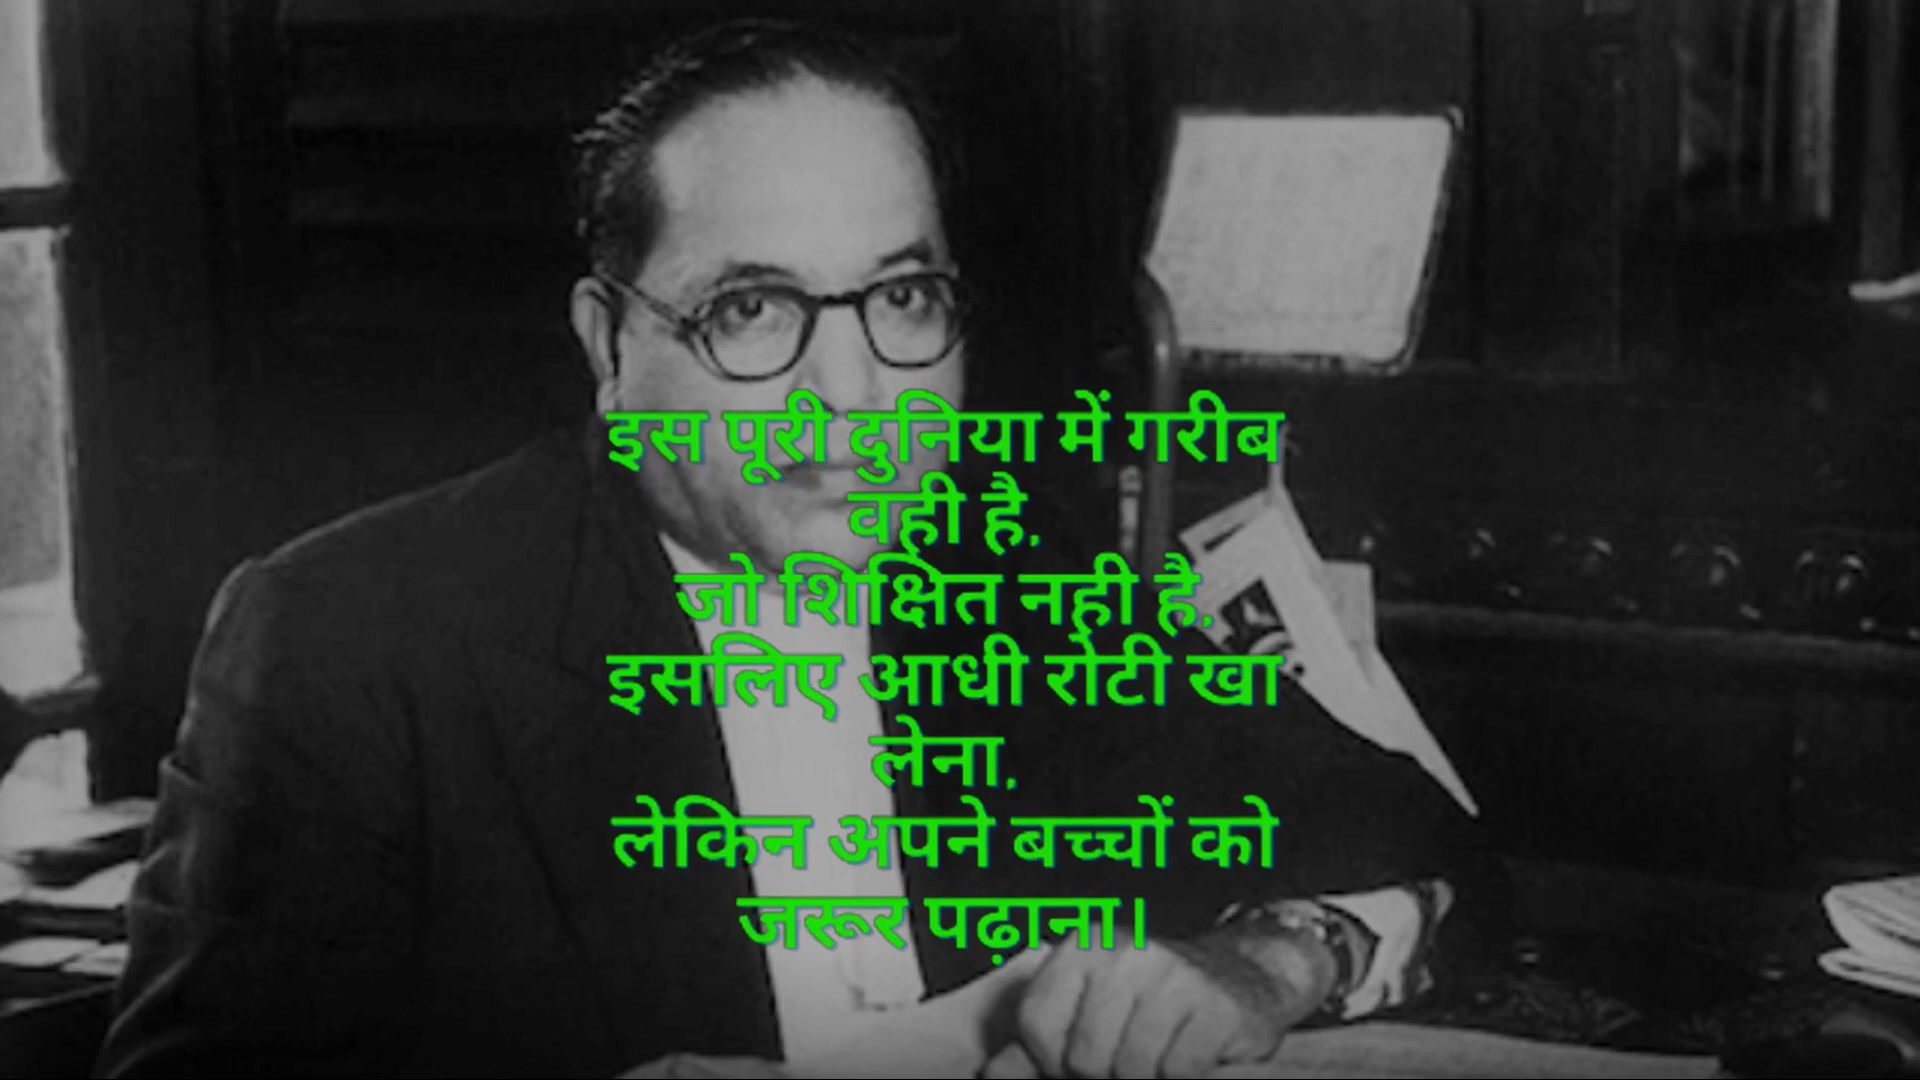 इस पूरी दुनिया में गरीब
वही है,
जो शिक्षित नही है,
इसलिए आधी रोटी खा
लेना,
लेकिन अपने बच्चों को
जरूर पढ़ाना।